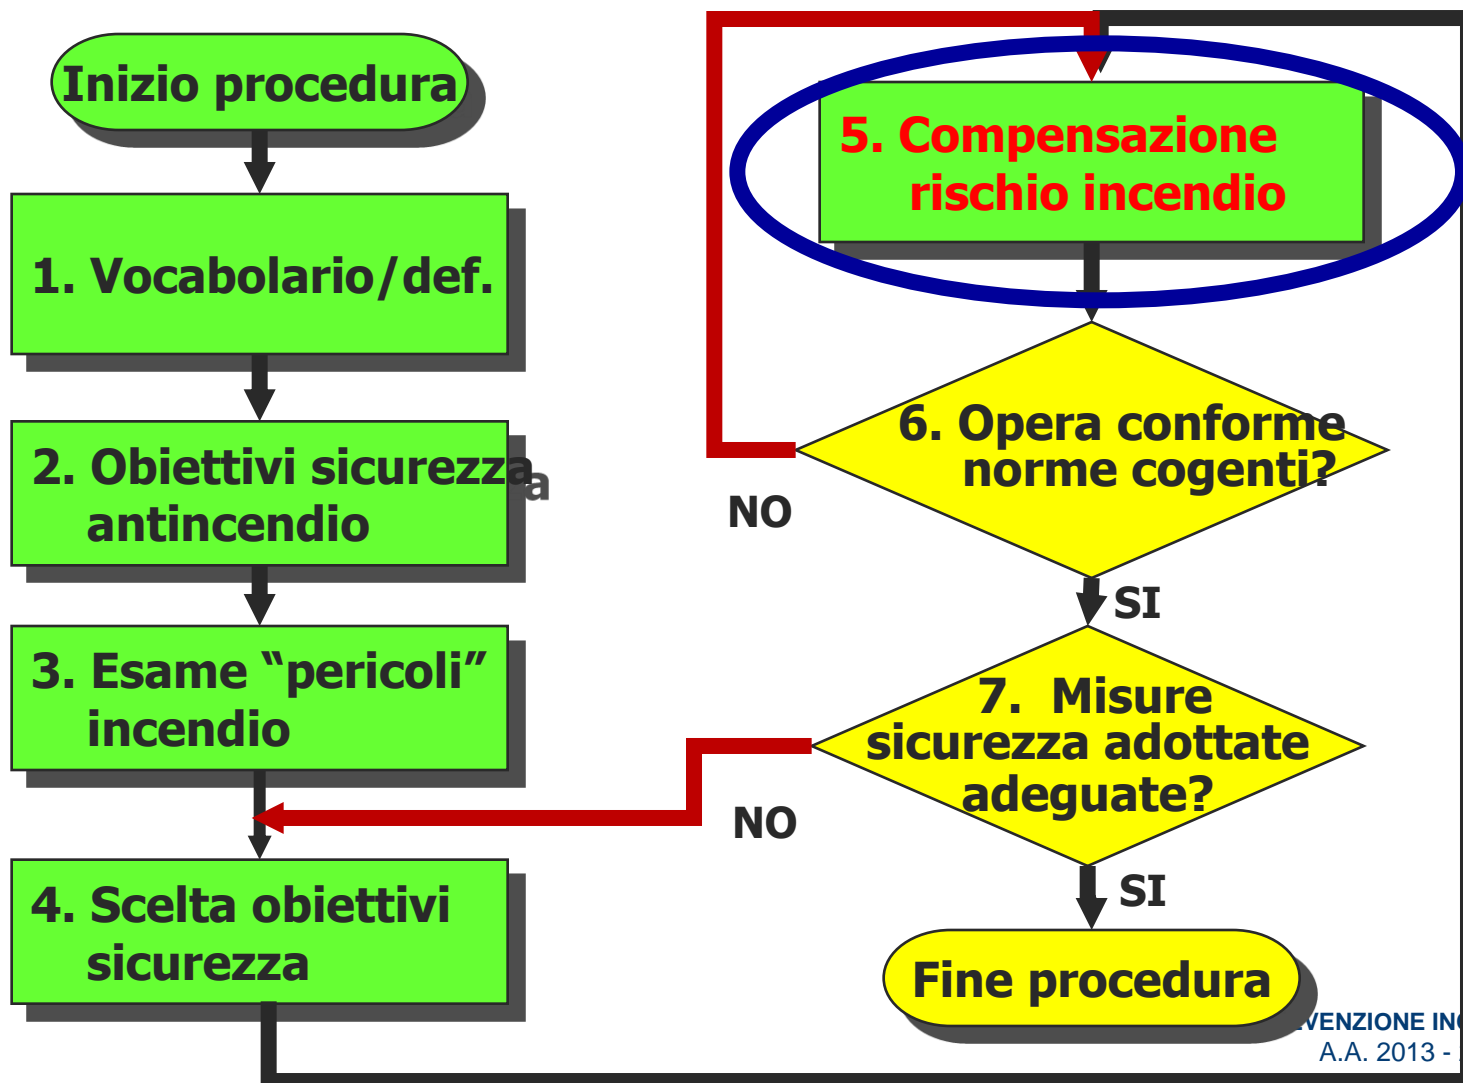 Inizio procedura
1. Vocabolario/def.
2. Obiettivi sicurezza
antincendio
3. Esame “pericoli”
incendio
4. Scelta obiettivi
sicurezza
5. Compensazione
rischio incendio
6. Opera conforme
norme cogenti?
NO
SI
7. Misure
sicurezza adottate
adeguate?
NO
SI
Fine procedura
A.A. 2013 -